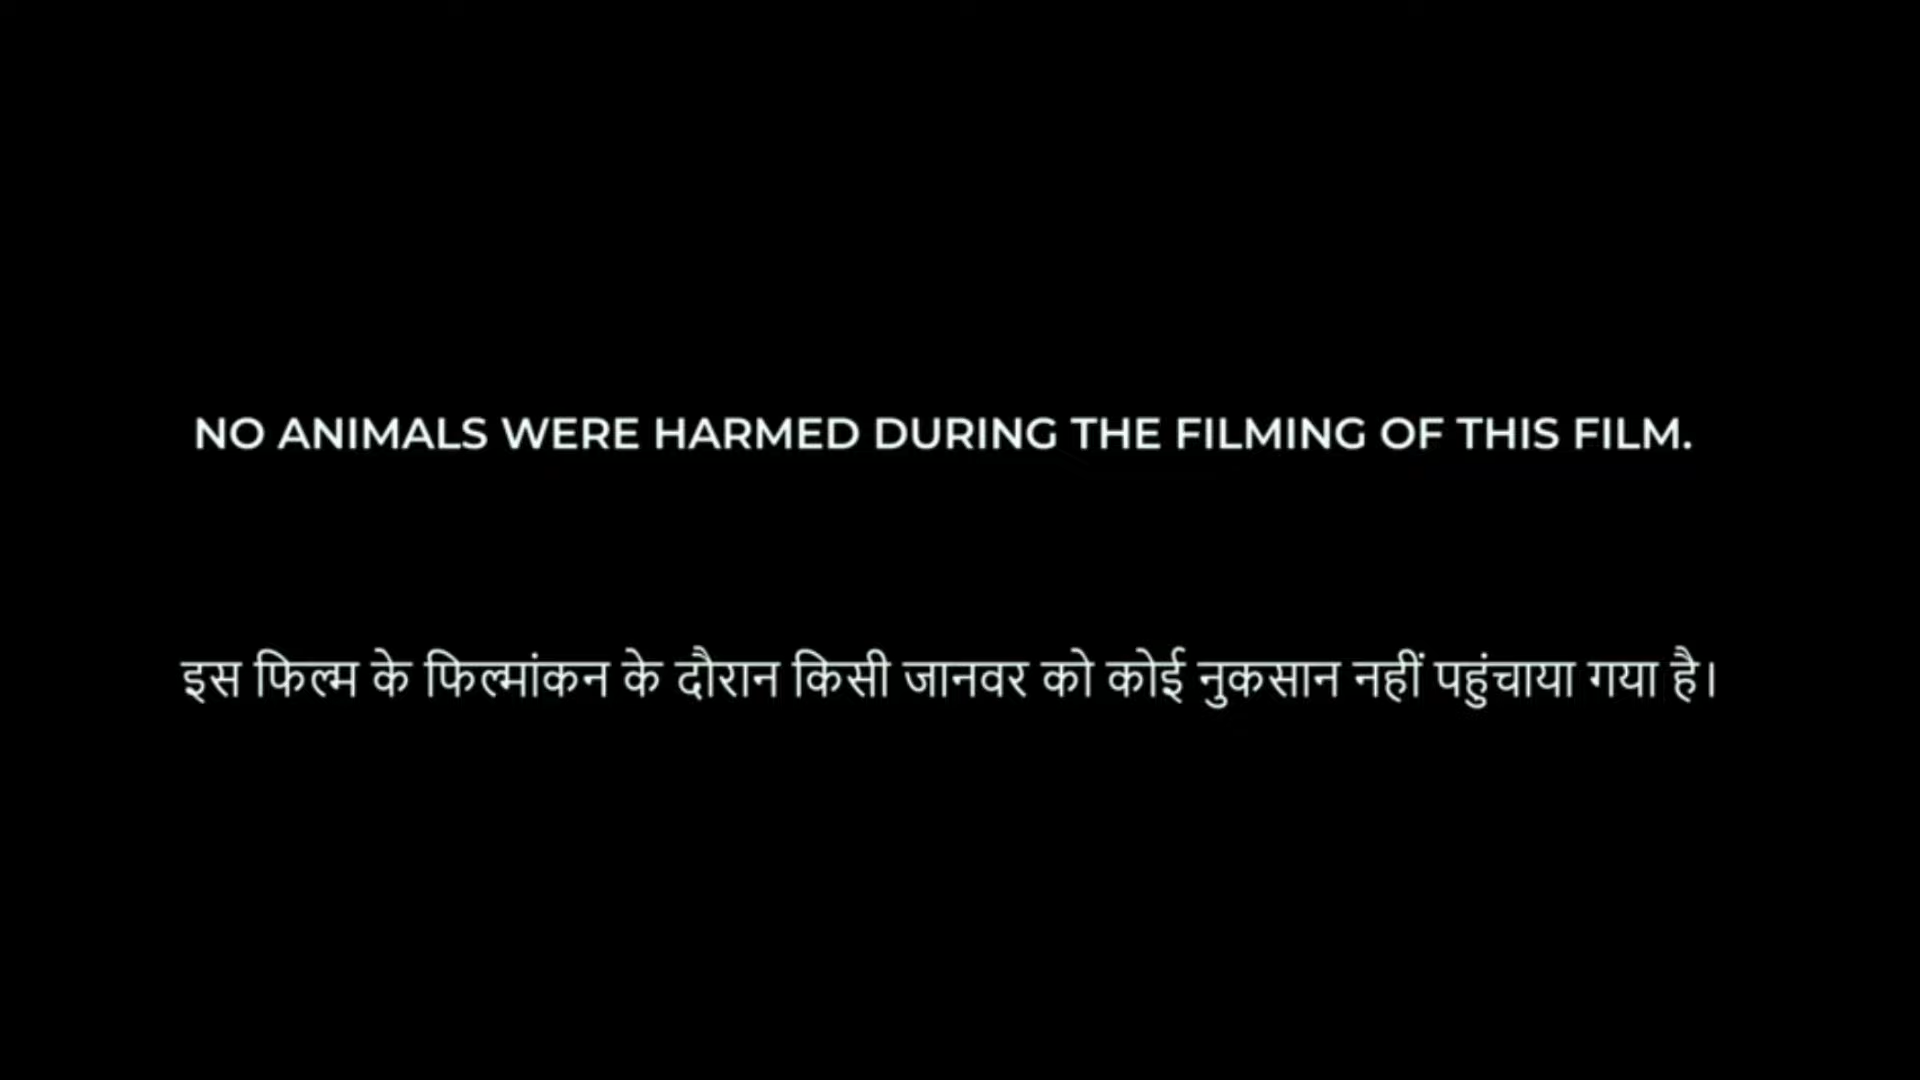 NO ANIMALS WERE HARMED DURING THE FILMING OF THIS FILM.
इस फिल्म के फिल्मांकन के दौरान किसी जानवर को कोई नुकसान नहीं पहुंचाया गया है।